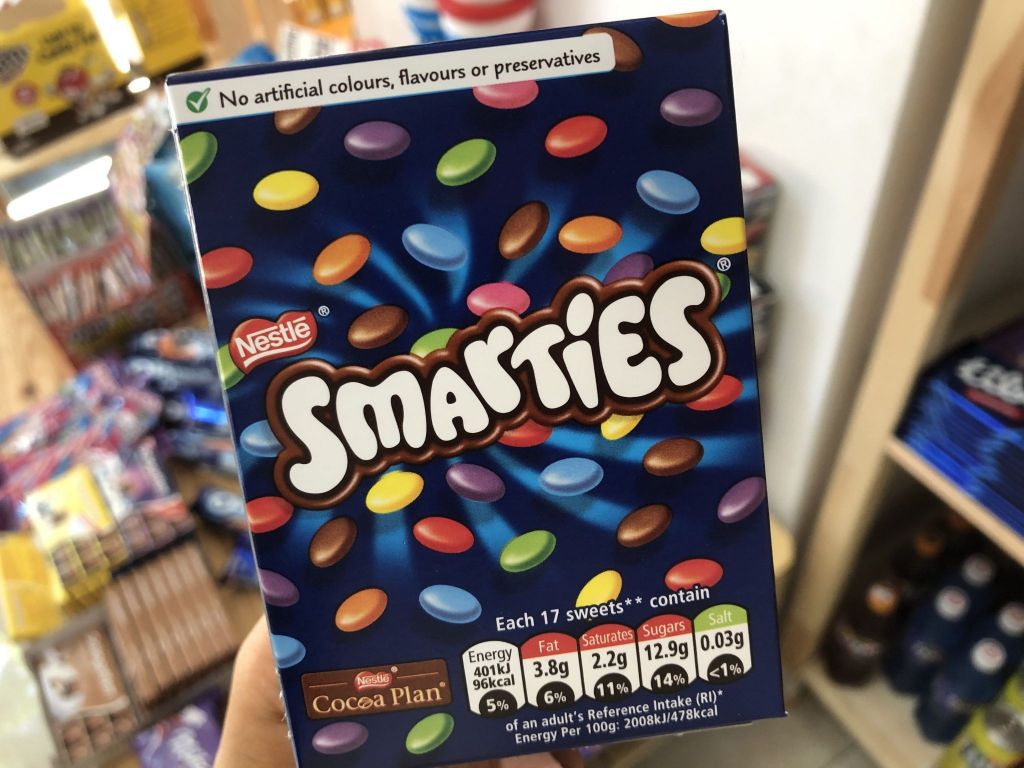 No artificial colours, flavours or preservatives
Nestlé®
SMARTIES®
Each 17 sweets** contain
Energy
401kJ
96kcal
5%
Fat
3.8g
6%
Saturates
2.2g
11%
Sugars
12.9g
14%
Salt
0.03g
<1%
of an adult's Reference Intake (RI)*
Energy Per 100g: 2008kJ/478kcal
Nestlé®
COCOA PLAN®